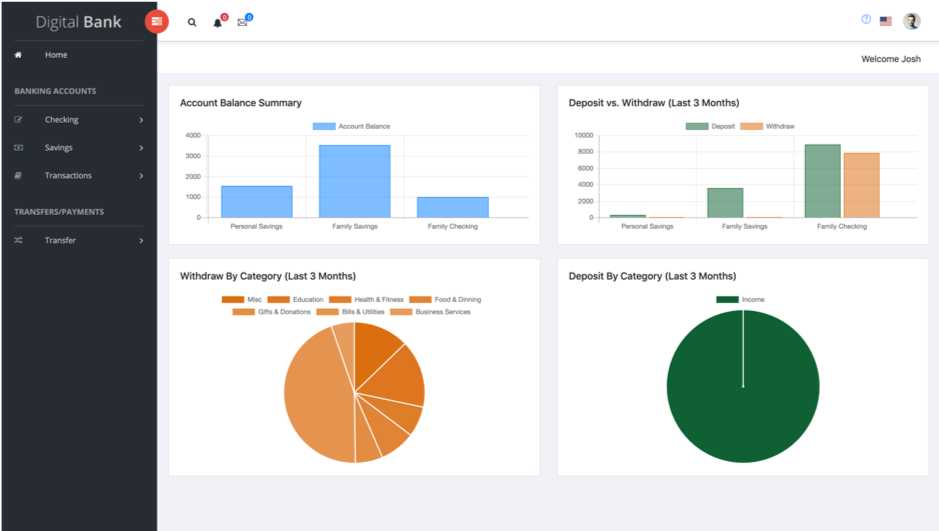 Digital Bank
0
0
Welcome Josh
Home
BANKING ACCOUNTS
Checking
Savings
Transactions
TRANSFERS/PAYMENTS
Transfer
Account Balance Summary
Account Balance
4000
3000
2000
1000
0
Personal Savings Family Savings Family Checking
Deposit vs. Withdraw (Last 3 Months)
Deposit Withdraw
10000
8000
6000
4000
2000
0
Personal Savings Family Savings Family Checking
Withdraw By Category (Last 3 Months)
Misc Education Health & Fitness Food & Dinning
Gifts & Donations Bills & Utilities Business Services
Deposit By Category (Last 3 Months)
Income